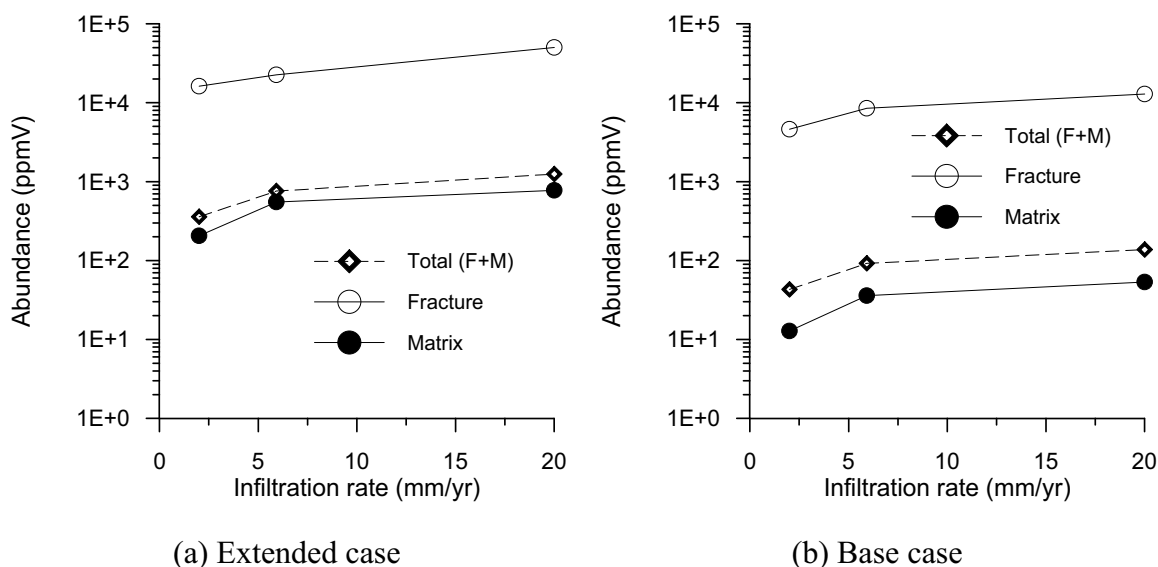 1E+5
1E+4
1E+3
1E+2
1E+1
1E+0
Abundance (ppmV)
Total (F+M)
Fracture
Matrix
0 5 10 15 20
Infiltration rate (mm/yr)
(a) Extended case
1E+5
1E+4
1E+3
1E+2
1E+1
1E+0
Abundance (ppmV)
Total (F+M)
Fracture
Matrix
0 5 10 15 20
Infiltration rate (mm/yr)
(b) Base case